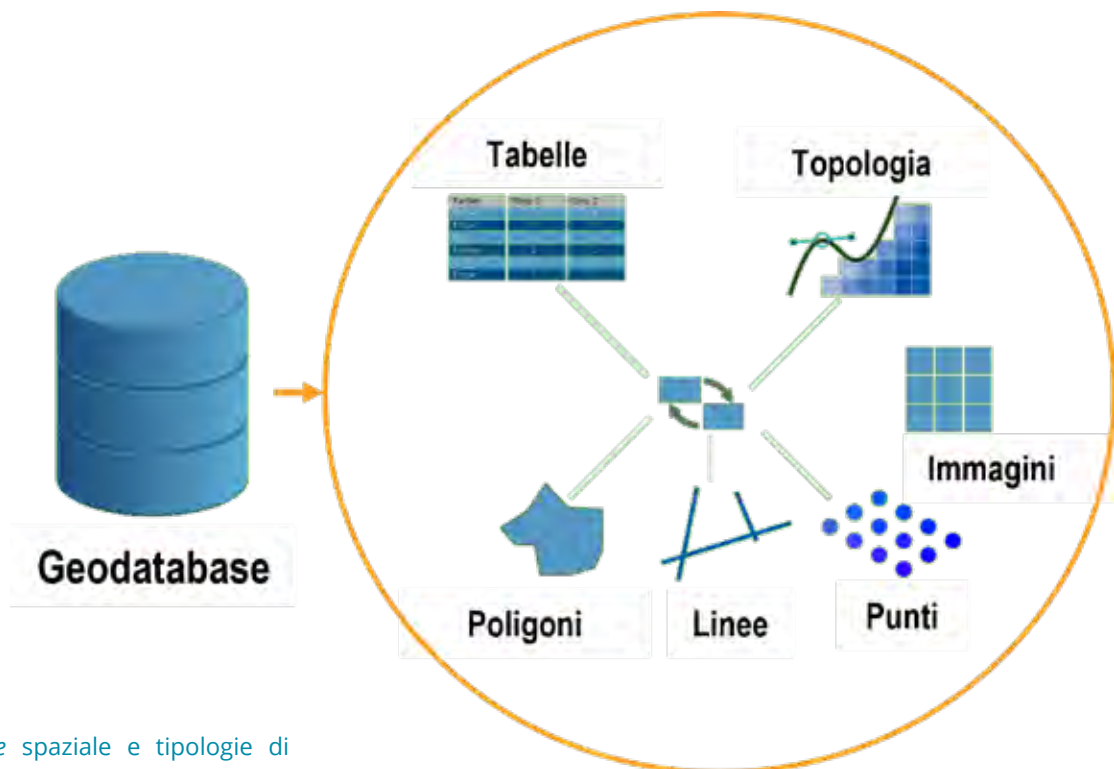 Tabelle
Topologia
Immagini
Geodatabase
Poligoni
Linee
Punti
e spaziale e tipologie di